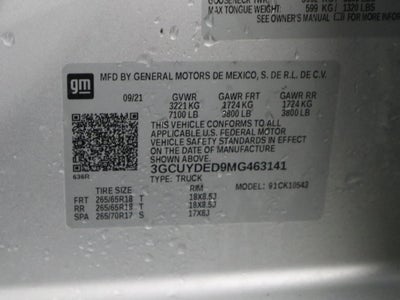 MAX TONGUE WEIGHT: 599 KG / 1320 LBS
SEE OWNER'S MANUAL FOR MORE INFORMATION
gm
MFD BY GENERAL MOTORS DE MEXICO, S. DE R.L. DE C.V.
09/21 GVWR GAWR FRT GAWR RR
3221 KG 1724 KG 1724 KG
7100 LB 3800 LB 3800 LB
THIS VEHICLE CONFORMS TO ALL APPLICABLE
U.S. FEDERAL MOTOR
VEHICLE SAFETY STANDARDS IN EFFECT ON THE
DATE OF MANUFACTURE SHOWN ABOVE.
3GCUYDED9MG463141
TYPE: TRUCK
TIRE SIZE RIM 91CK10543
FRT 265/65R18 T 18X8.5J
RR 265/65R18 T 18X8.5J
SPA 265/70R17 S 17X8J